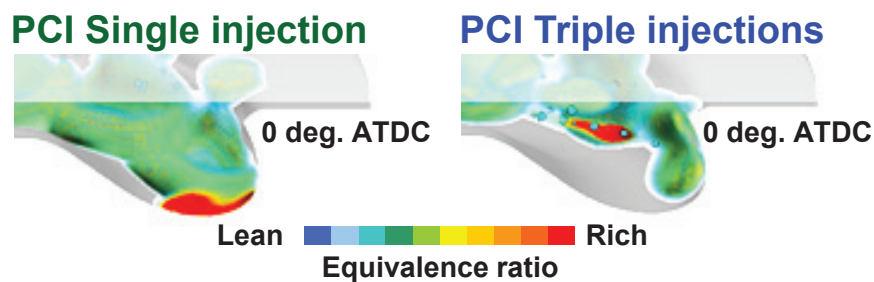 PCI Single injection
PCI Triple injections
0 deg. ATDC
0 deg. ATDC
Lean
Rich
Equivalence ratio